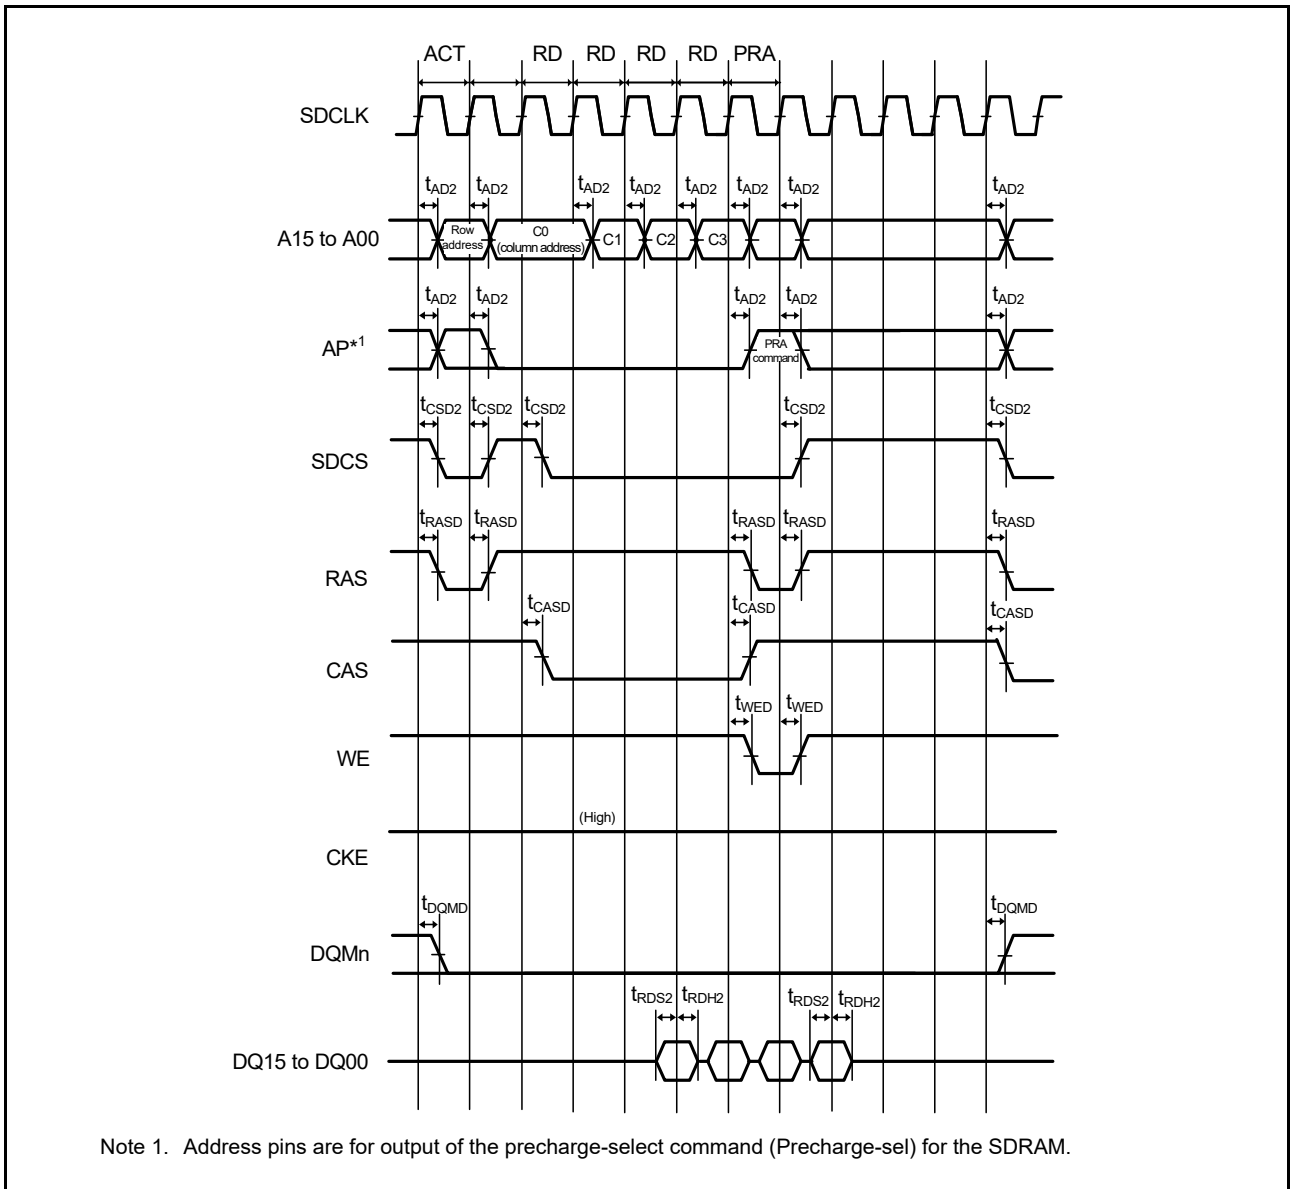 ACT RD RD RD RD PRA
SDCLK
tAD2 tAD2 tAD2 tAD2 tAD2 tAD2 tAD2 tAD2
A15 to A00
Row address
C0 (column address)
C1 C2 C3
tAD2 tAD2 tAD2 tAD2 tAD2
AP*1
PRA command
tCSD2 tCSD2 tCSD2 tCSD2 tCSD2
SDCS
tRASD tRASD tRASD tRASD tRASD
RAS
tCASD tCASD tCASD
CAS
tWED tWED
WE
(High)
CKE
tDQMD tDQMD
DQMn
tRDS2 tRDH2 tRDS2 tRDH2
DQ15 to DQ00
Note 1. Address pins are for output of the precharge-select command (Precharge-sel) for the SDRAM.